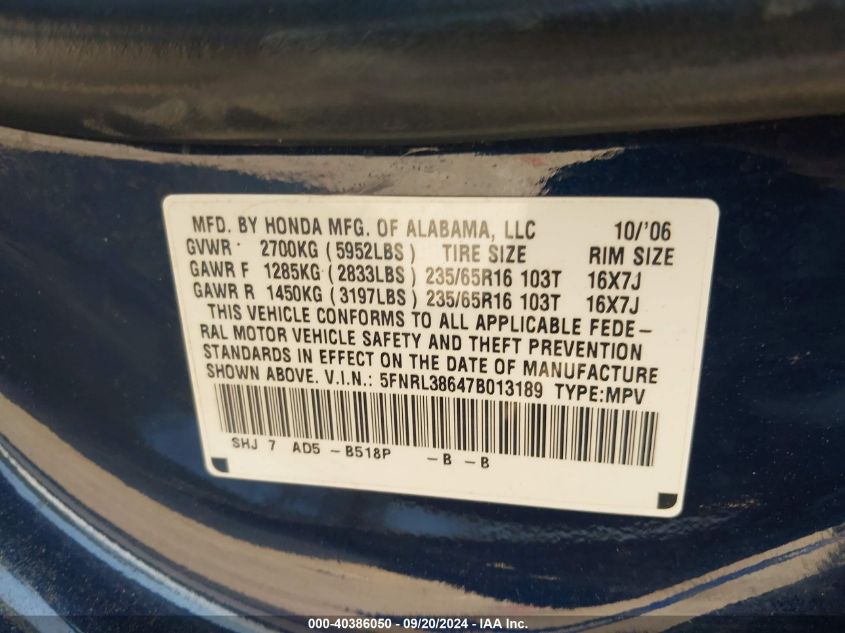 MFD. BY HONDA MFG. OF ALABAMA, LLC 10/'06
GVWR 2700KG (5952LBS) TIRE SIZE RIM SIZE
GAWR F 1285KG (2833LBS) 235/65R16 103T 16X7J
GAWR R 1450KG (3197LBS) 235/65R16 103T 16X7J
THIS VEHICLE CONFORMS TO ALL APPLICABLE FEDE-
RAL MOTOR VEHICLE SAFETY AND THEFT PREVENTION
STANDARDS IN EFFECT ON THE DATE OF MANUFACTURE
SHOWN ABOVE. V.I.N.: 5FNRL38647B013189 TYPE:MPV
SHJ 7 AD5 -B518P -B -B
000-40386050 - 09/20/2024 - IAA Inc.